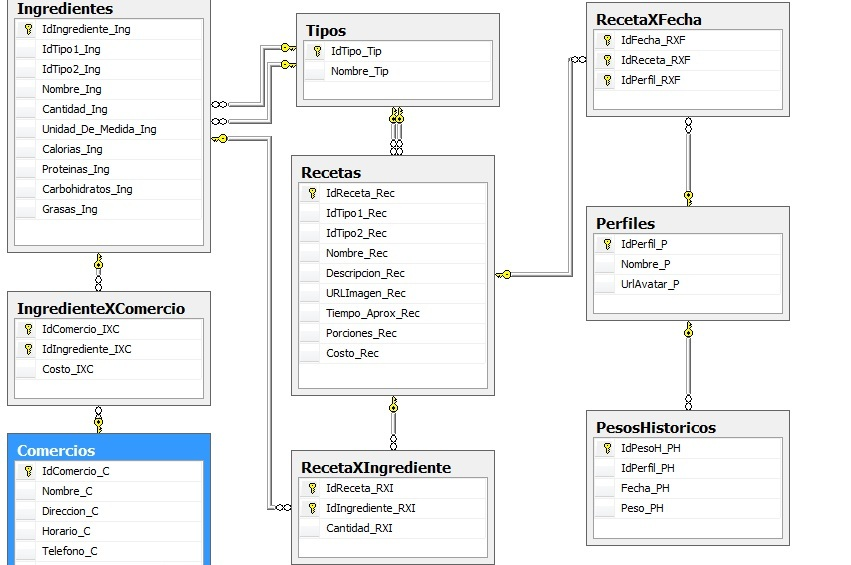 Ingredientes
IdIngrediente_Ing
IdTipo1_Ing
IdTipo2_Ing
Nombre_Ing
Cantidad_Ing
Unidad_De_Medida_Ing
Calorias_Ing
Proteinas_Ing
Carbohidratos_Ing
Grasas_Ing
IngredienteXComercio
IdComercio_IXC
IdIngrediente_IXC
Costo_IXC
Comercios
IdComercio_C
Nombre_C
Direccion_C
Horario_C
Telefono_C
Tipos
IdTipo_Tip
Nombre_Tip
Recetas
IdReceta_Rec
IdTipo1_Rec
IdTipo2_Rec
Nombre_Rec
Descripcion_Rec
URLImagen_Rec
Tiempo_Aprox_Rec
Porciones_Rec
Costo_Rec
RecetaXIngrediente
IdReceta_RXI
IdIngrediente_RXI
Cantidad_RXI
RecetaXFecha
IdFecha_RXF
IdReceta_RXF
IdPerfil_RXF
Perfiles
IdPerfil_P
Nombre_P
UrlAvatar_P
PesosHistoricos
IdPesoH_PH
IdPerfil_PH
Fecha_PH
Peso_PH